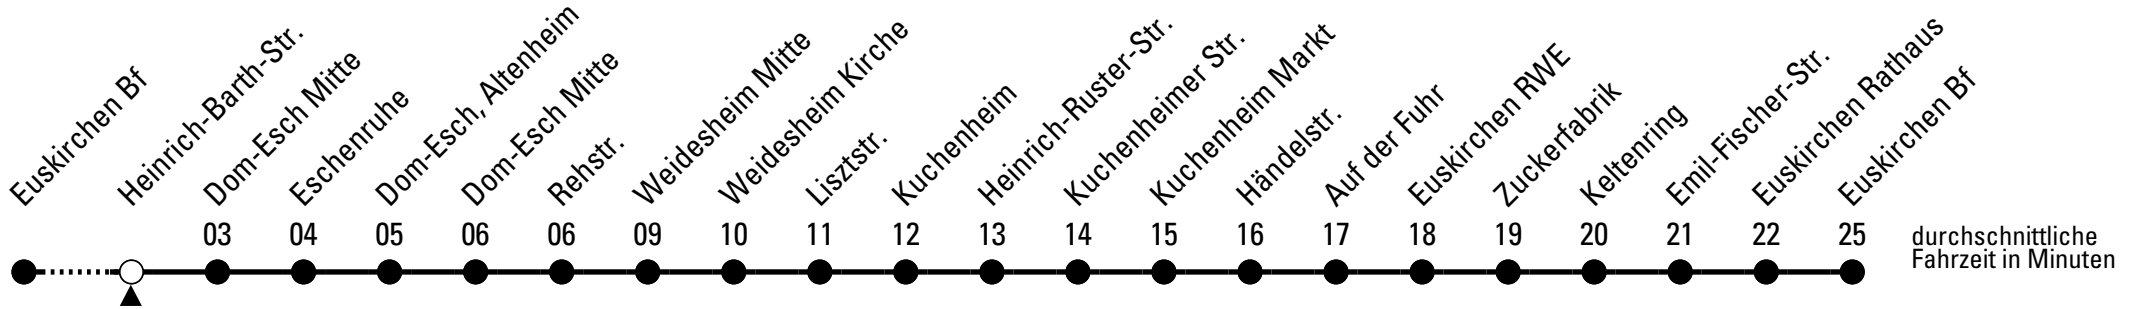 Euskirchen Bf
Heinrich-Barth-Str.
Dom-Esch Mitte
Eschenruhe
Dom-Esch, Altenheim
Dom-Esch Mitte
Rehstr.
Weidesheim Mitte
Weidesheim Kirche
Lisztstr.
Kuchenheim
Heinrich-Ruster-Str.
Kuchenheimer Str.
Kuchenheim Markt
Händelstr.
Auf der Fuhr
Euskirchen RWE
Zuckerfabrik
Keltenring
Emil-Fischer-Str.
Euskirchen Rathaus
Euskirchen Bf
03 04 05 06 06 09 10 11 12 13 14 15 16 17 18 19 20 21 22 25
durchschnittliche
Fahrzeit in Minuten